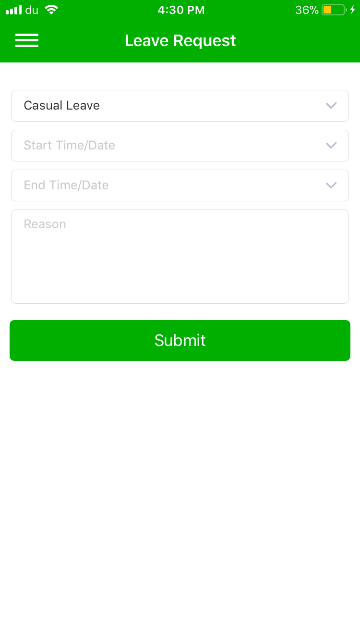 du 4:30 PM 36%
Leave Request
Casual Leave
Start Time/Date
End Time/Date
Reason
Submit